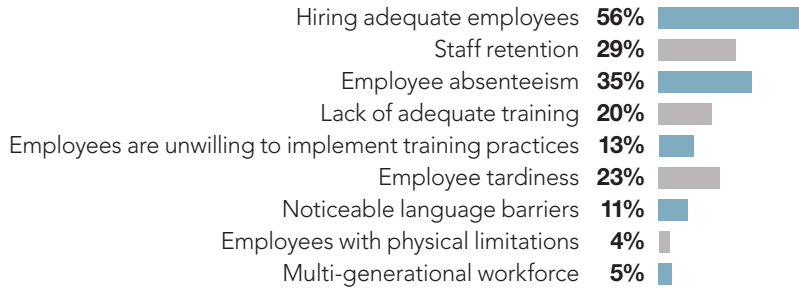 Hiring adequate employees 56%
Staff retention 29%
Employee absenteeism 35%
Lack of adequate training 20%
Employees are unwilling to implement training practices 13%
Employee tardiness 23%
Noticeable language barriers 11%
Employees with physical limitations 4%
Multi-generational workforce 5%